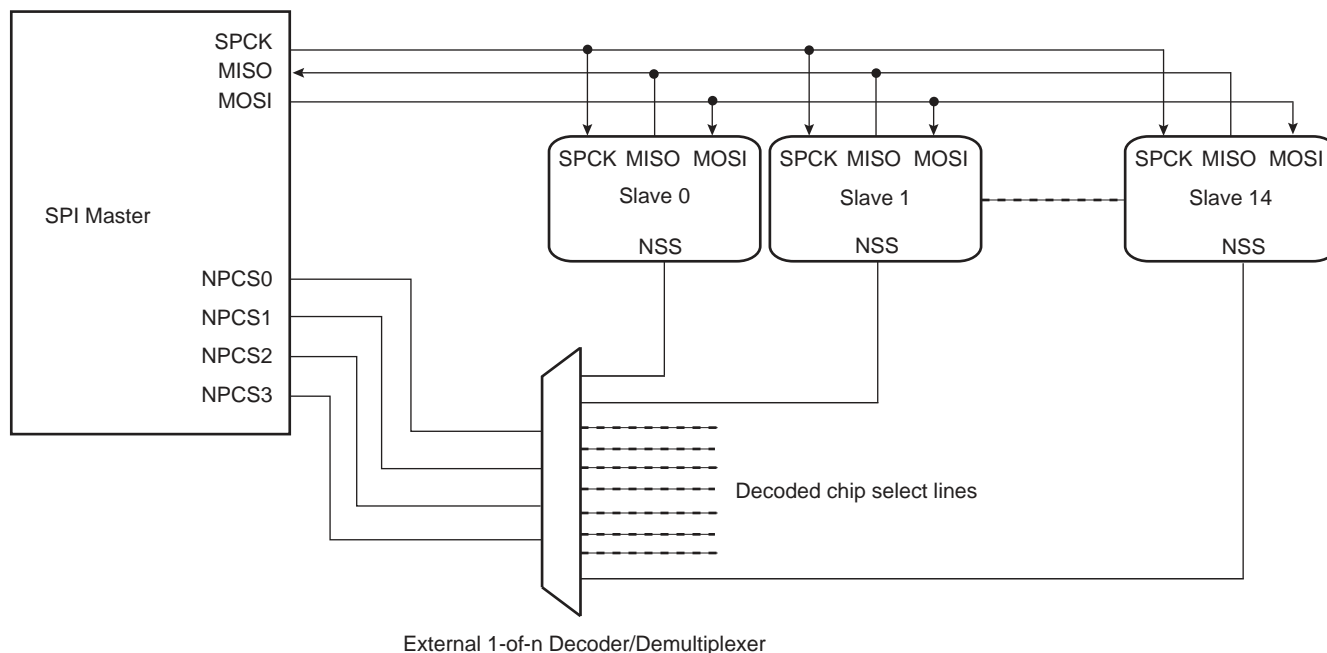 SPCK
MISO
MOSI
SPI Master
NPCS0
NPCS1
NPCS2
NPCS3
SPCK MISO MOSI
Slave 0
NSS
SPCK MISO MOSI
Slave 1
NSS
SPCK MISO MOSI
Slave 14
NSS
Decoded chip select lines
External 1-of-n Decoder/Demultiplexer